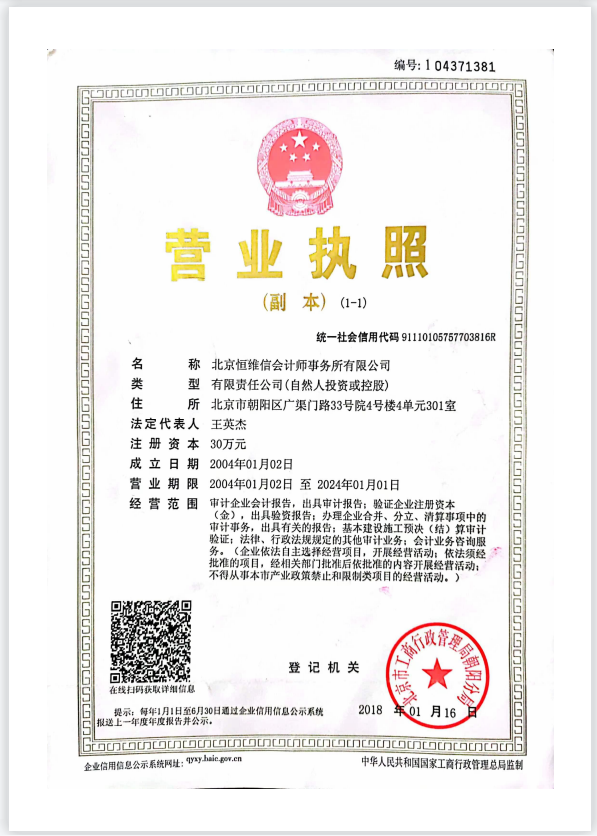 编号:1 04371381
营业执照
(副 本) (1-1)
统一社会信用代码 91110105757703816R
名 称 北京恒维信会计师事务所有限公司
类 型 有限责任公司(自然人投资或控股)
住 所 北京市朝阳区广渠门路33号院4号楼4单元301室
法定代表人 王英杰
注册资本 30万元
成立日期 2004年01月02日
营业期限 2004年01月02日 至 2024年01月01日
经营范围 审计企业会计报告，出具审计报告；验证企业注册资本
（金），出具验资报告；办理企业合并、分立、清算事项中的
审计事务，出具有关的报告；基本建设施工预决（结）算审计
验证；法律、行政法规规定的其他审计业务；会计业务咨询服
务。（企业依法自主选择经营项目，开展经营活动；依法须经
批准的项目，经相关部门批准后依批准的内容开展经营活动；
不得从事本市产业政策禁止和限制类项目的经营活动。）
在线扫码获取详细信息
登记机关
北京市工商行政管理局朝阳分局
2018 年 01 月 16 日
提示：每年1月1日至6月30日通过企业信用信息公示系统
报送上一年度年度报告并公示。
企业信用信息公示系统网址：qyxy.baic.gov.cn
中华人民共和国国家工商行政管理总局监制